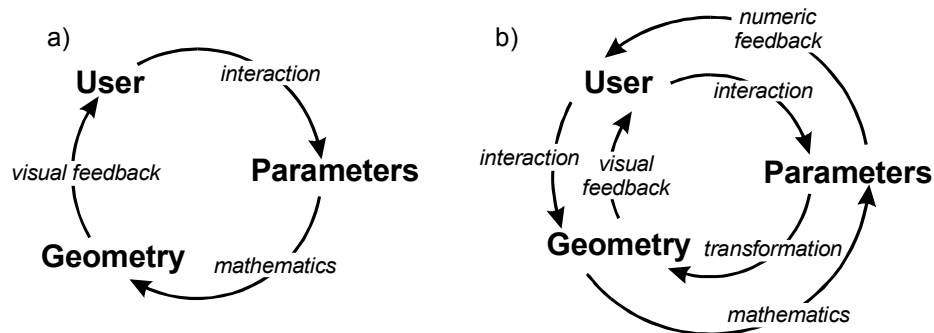 a)
User
interaction
visual feedback
Parameters
Geometry
mathematics
b)
numeric
feedback
User
interaction
interaction
visual
feedback
Parameters
Geometry
transformation
mathematics